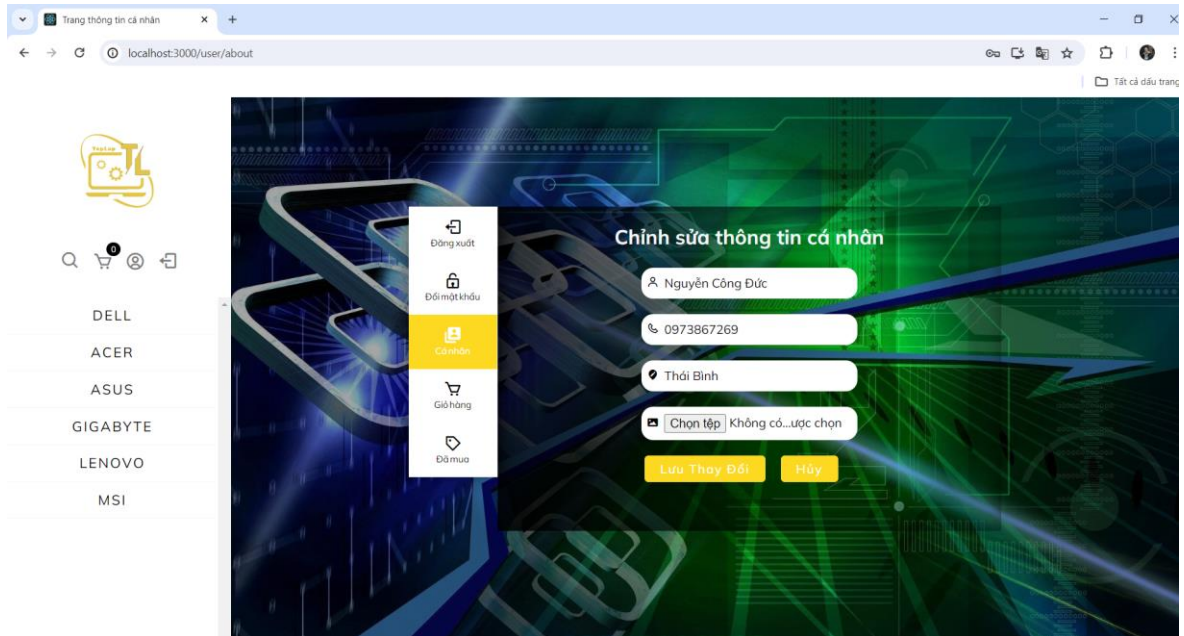 Trang thông tin cá nhân
localhost:3000/user/about
Tất cả dấu trang
TopLap
TL
0
DELL
ACER
ASUS
GIGABYTE
LENOVO
MSI
Đăng xuất
Đổi mật khẩu
Cá nhân
Giỏ hàng
Đã mua
Chỉnh sửa thông tin cá nhân
Nguyễn Công Đức
0973867269
Thái Bình
Chọn tệp Không có...ược chọn
Lưu Thay Đổi Hủy